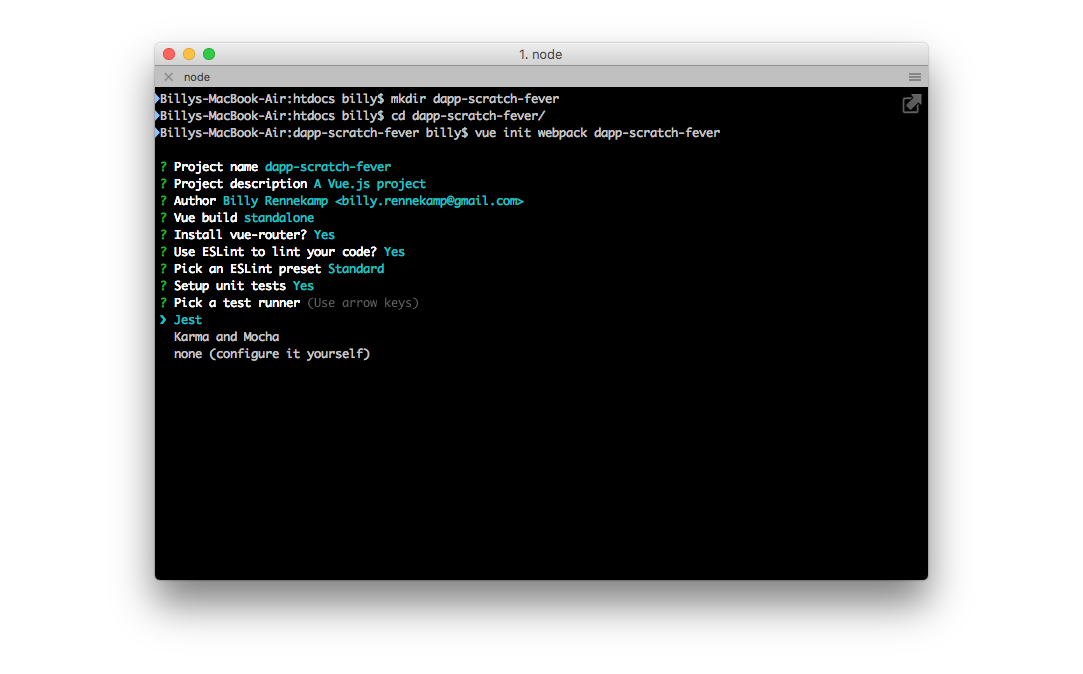 1. node
node
Billys-MacBook-Air:htdocs billy$ mkdir dapp-scratch-fever
Billys-MacBook-Air:htdocs billy$ cd dapp-scratch-fever/
Billys-MacBook-Air:dapp-scratch-fever billy$ vue init webpack dapp-scratch-fever
? Project name dapp-scratch-fever
? Project description A Vue.js project
? Author Billy Rennekamp <billy.rennekamp@gmail.com>
? Vue build standalone
? Install vue-router? Yes
? Use ESLint to lint your code? Yes
? Pick an ESLint preset Standard
? Setup unit tests Yes
? Pick a test runner (Use arrow keys)
❯ Jest
Karma and Mocha
none (configure it yourself)